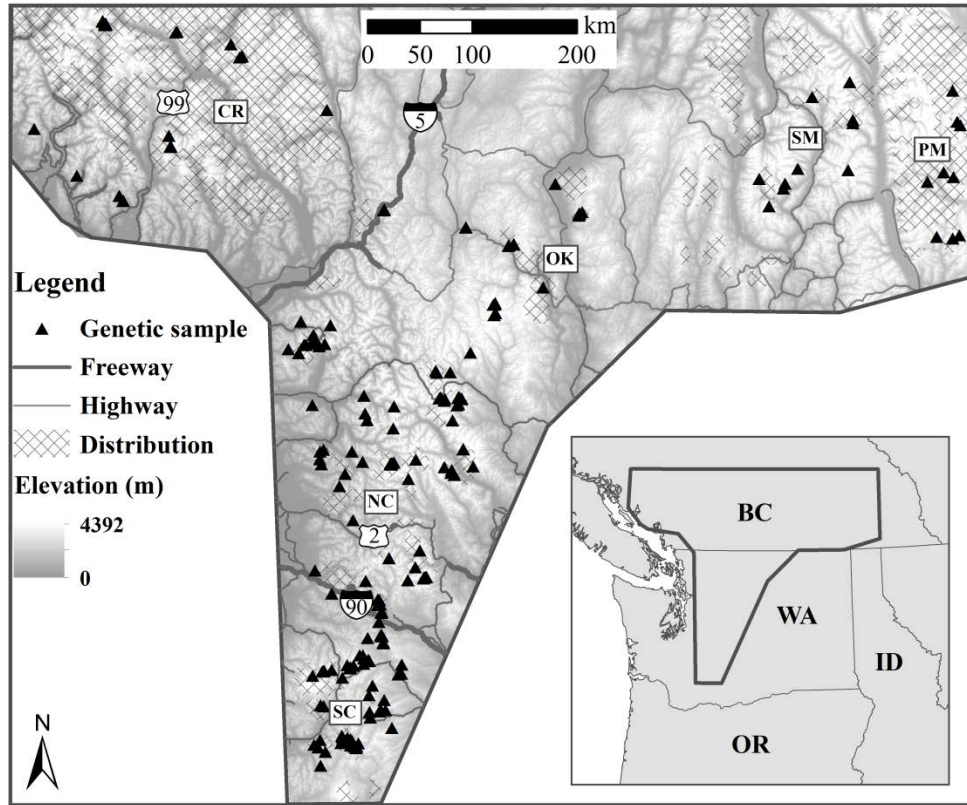 km
0 50 100 200
99
CR
5
SM
PM
OK
Legend
Genetic sample
Freeway
Highway
Distribution
Elevation (m)
4392
0
NC
2
90
SC
N
BC
WA
ID
OR